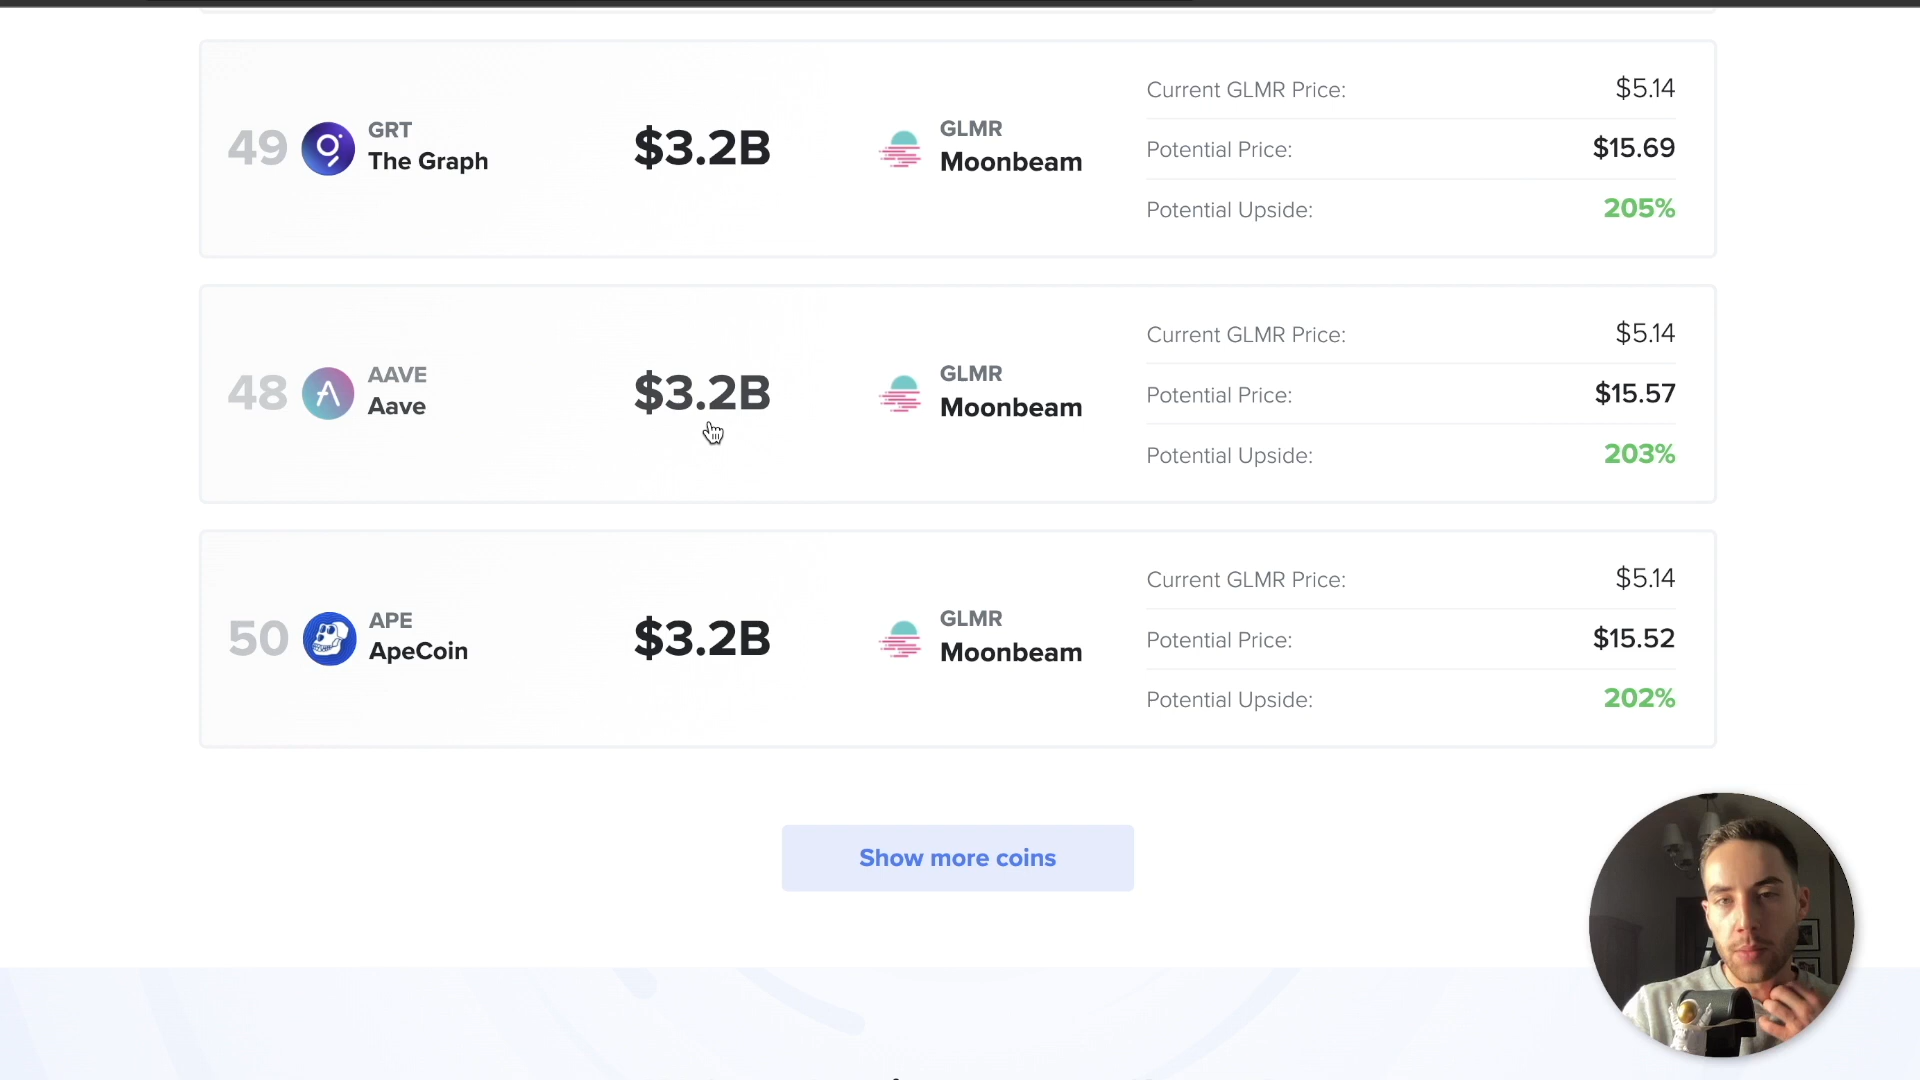 49
GRT
The Graph
$3.2B
GLMR
Moonbeam
Current GLMR Price: $5.14
Potential Price: $15.69
Potential Upside: 205%
48
AAVE
Aave
$3.2B
GLMR
Moonbeam
Current GLMR Price: $5.14
Potential Price: $15.57
Potential Upside: 203%
50
APE
ApeCoin
$3.2B
GLMR
Moonbeam
Current GLMR Price: $5.14
Potential Price: $15.52
Potential Upside: 202%
Show more coins